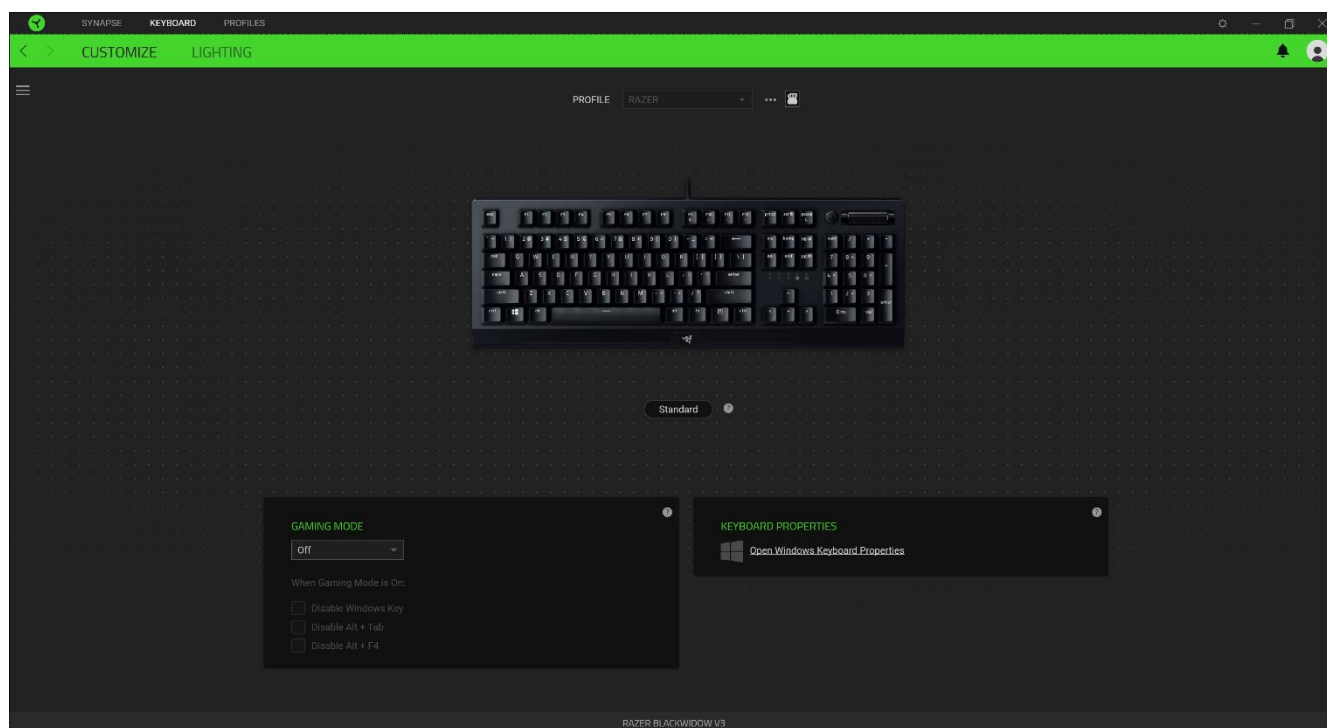 SYNAPSE KEYBOARD PROFILES
CUSTOMIZE LIGHTING
PROFILE RAZER
Standard
GAMING MODE
Off
When Gaming Mode is On:
Disable Windows Key
Disable Alt + Tab
Disable Alt + F4
KEYBOARD PROPERTIES
Open Windows Keyboard Properties
RAZER BLACKWIDOW V3